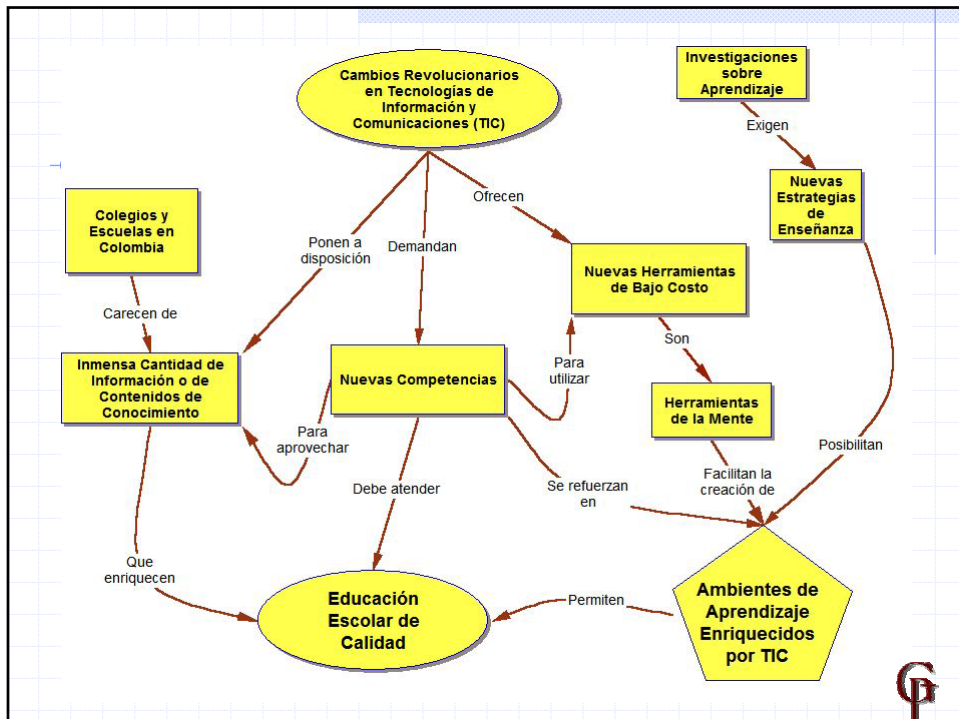 Cambios Revolucionarios
en Tecnologías de
Información y
Comunicaciones (TIC)
Investigaciones
sobre
Aprendizaje
Exigen
Nuevas
Estrategias
de
Enseñanza
Ofrecen
Colegios y
Escuelas en
Colombia
Ponen a
disposición
Demandan
Nuevas Herramientas
de Bajo Costo
Carecen de
Son
Inmensa Cantidad de
Información o de
Contenidos de
Conocimiento
Nuevas Competencias
Para
utilizar
Herramientas
de la Mente
Para
aprovechar
Posibilitan
Debe atender
Se refuerzan
en
Facilitan la
creación de
Que
enriquecen
Educación
Escolar de
Calidad
Permiten
Ambientes de
Aprendizaje
Enriquecidos
por TIC